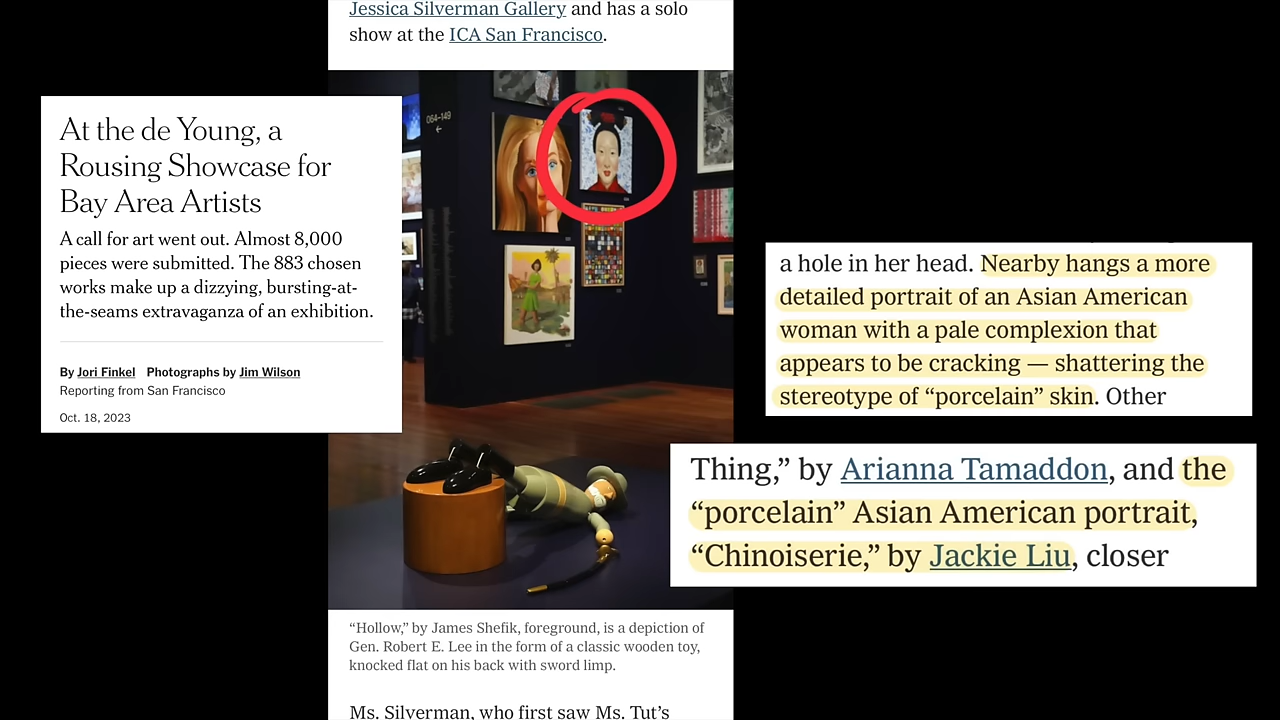 Jessica Silverman Gallery and has a solo
show at the ICA San Francisco.
At the de Young, a
Rousing Showcase for
Bay Area Artists
A call for art went out. Almost 8,000
pieces were submitted. The 883 chosen
works make up a dizzying, bursting-at-
the-seams extravaganza of an exhibition.
By Jori Finkel Photographs by Jim Wilson
Reporting from San Francisco
Oct. 18, 2023
064–149
←
a hole in her head. Nearby hangs a more
detailed portrait of an Asian American
woman with a pale complexion that
appears to be cracking — shattering the
stereotype of “porcelain” skin. Other
Thing,” by Arianna Tamaddon, and the
“porcelain” Asian American portrait,
“Chinoiserie,” by Jackie Liu, closer
“Hollow,” by James Shefik, foreground, is a depiction of
Gen. Robert E. Lee in the form of a classic wooden toy,
knocked flat on his back with sword limp.
Ms. Silverman, who first saw Ms. Tut’s